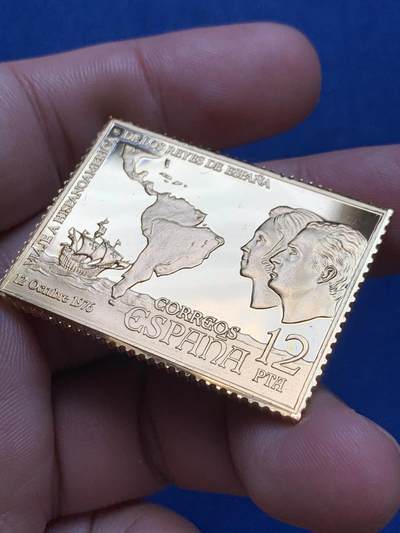 VIAJE A HISPANOAMERICA
DE LOS REYES DE ESPAÑA
12 Octubre 1976
CORREOS
ESPAÑA
12
PTA